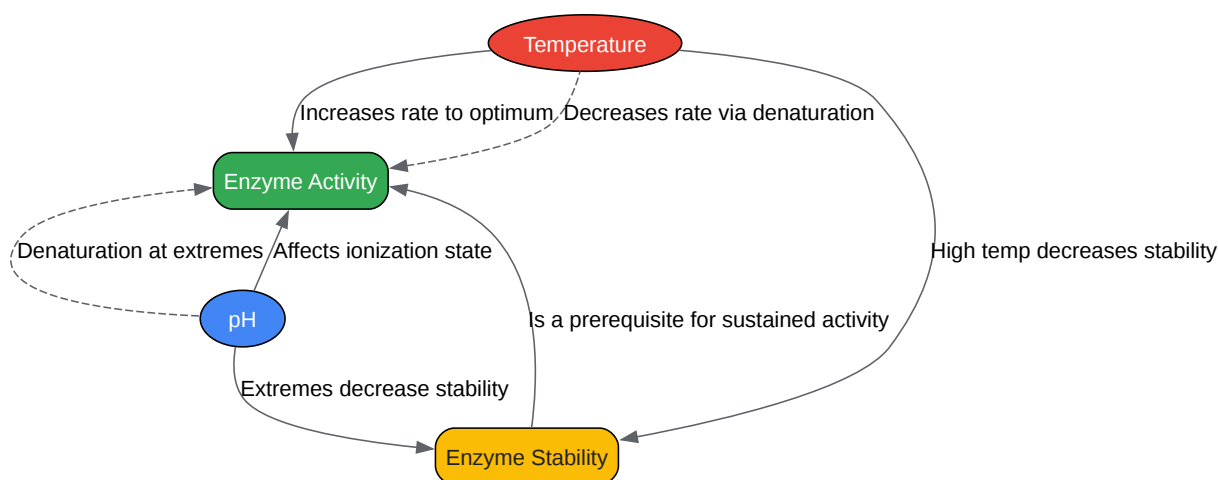 Temperature
Increases rate to optimum
Decreases rate via denaturation
Enzyme Activity
Denaturation at extremes
Affects ionization state
High temp decreases stability
pH
Is a prerequisite for sustained activity
Extremes decrease stability
Enzyme Stability